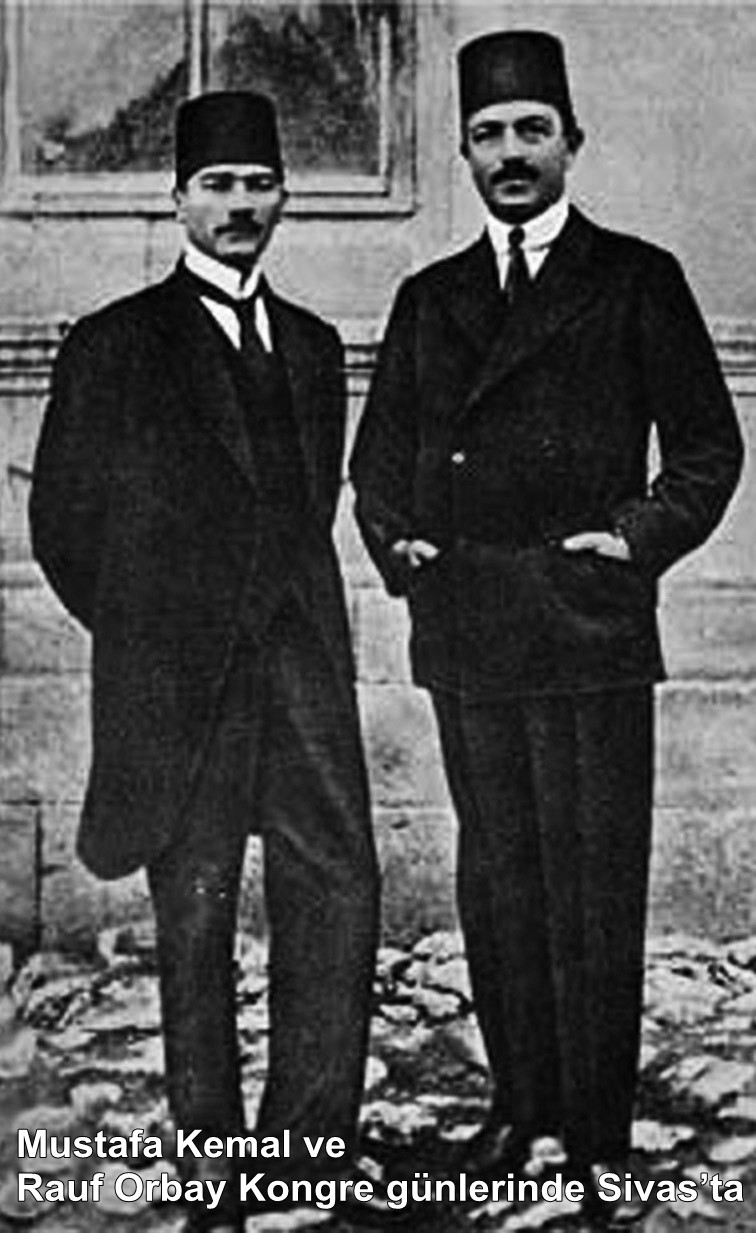 Mustafa Kemal ve
Rauf Orbay Kongre günlerinde Sivas’ta